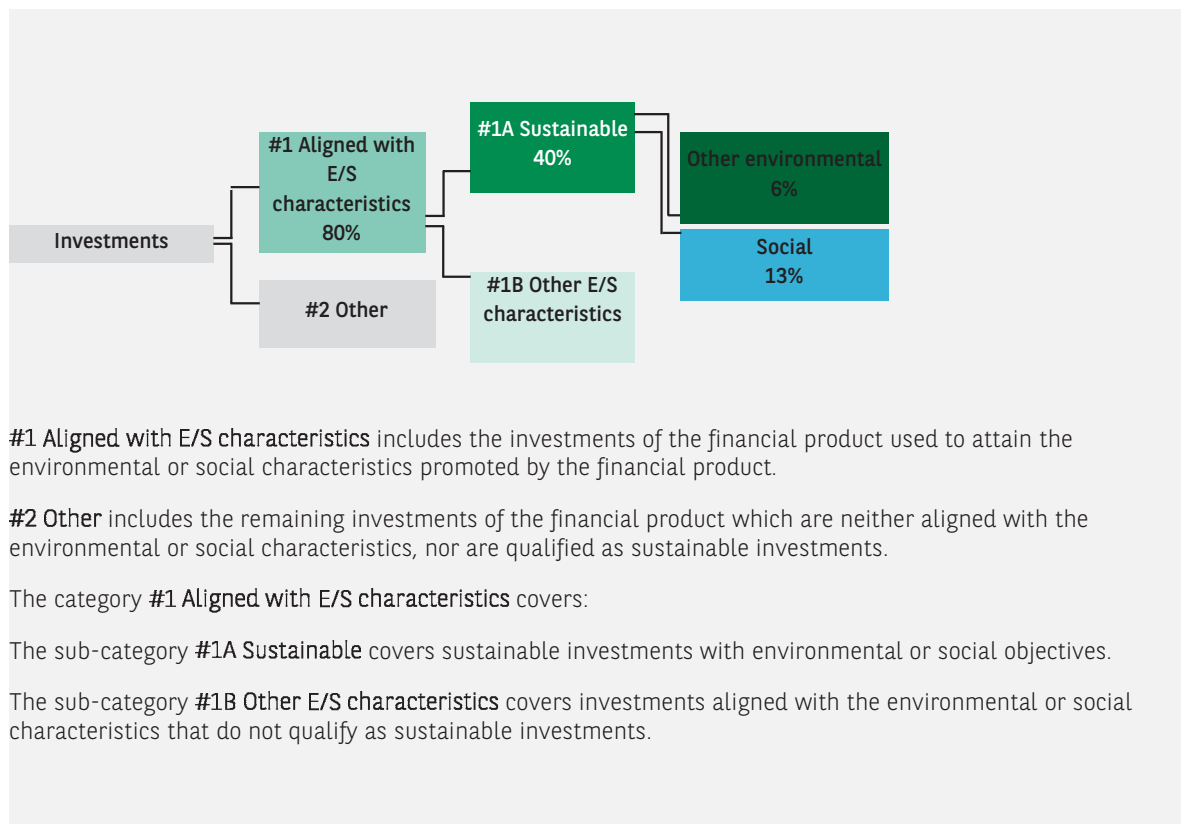 #1A Sustainable
40%
#1 Aligned with
E/S
characteristics
80%
Other environmental
6%
Investments
Social
13%
#2 Other
#1B Other E/S
characteristics
#1 Aligned with E/S characteristics includes the investments of the financial product used to attain the
environmental or social characteristics promoted by the financial product.
#2 Other includes the remaining investments of the financial product which are neither aligned with the
environmental or social characteristics, nor are qualified as sustainable investments.
The category #1 Aligned with E/S characteristics covers:
The sub-category #1A Sustainable covers sustainable investments with environmental or social objectives.
The sub-category #1B Other E/S characteristics covers investments aligned with the environmental or social
characteristics that do not qualify as sustainable investments.